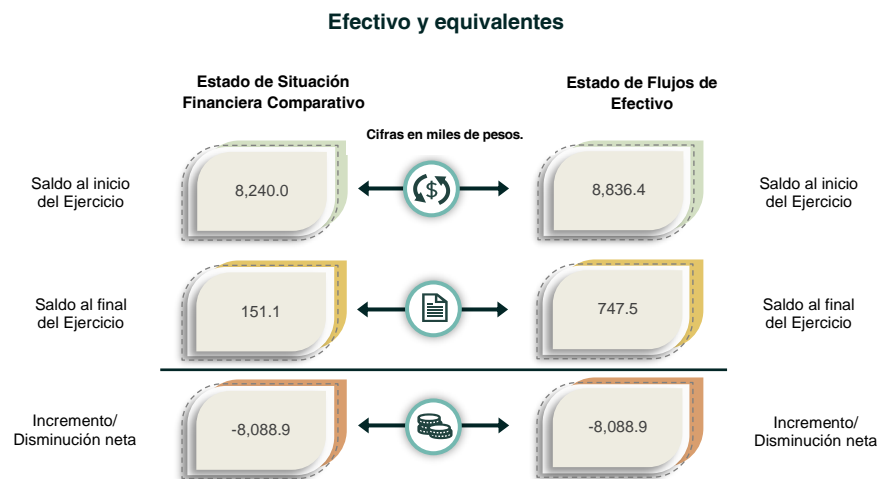 Efectivo y equivalentes
Estado de Situación
Financiera Comparativo
Estado de Flujos de
Efectivo
Cifras en miles de pesos.
Saldo al inicio
del Ejercicio
8,240.0
$
8,836.4
Saldo al inicio
del Ejercicio
Saldo al final
del Ejercicio
151.1
747.5
Saldo al final
del Ejercicio
Incremento/
Disminución neta
-8,088.9
-8,088.9
Incremento/
Disminución neta